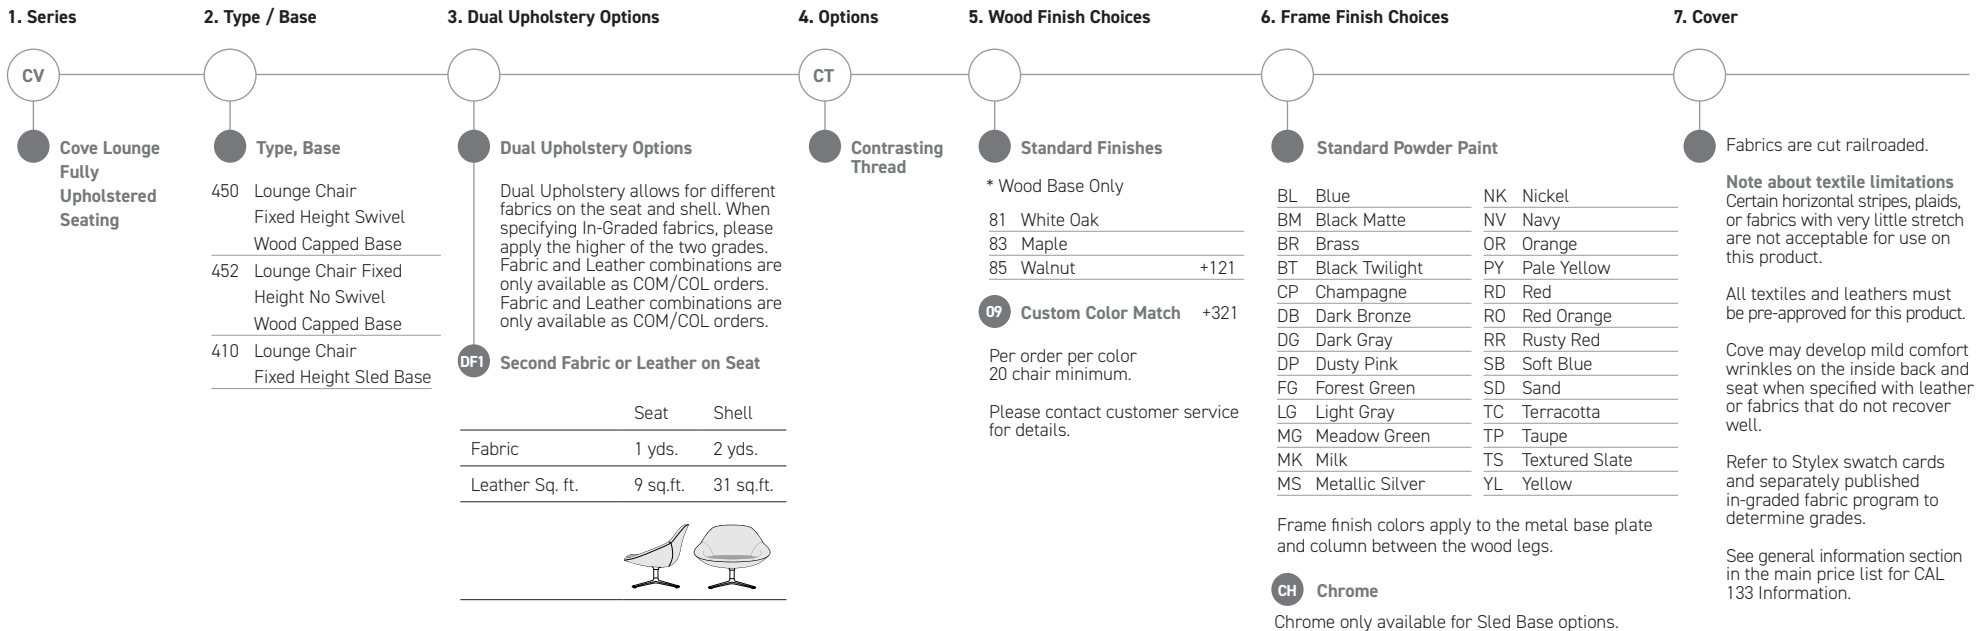 1. Series
CV
Cove Lounge
Fully
Upholstered
Seating
2. Type / Base
Type, Base
450 Lounge Chair
Fixed Height Swivel
Wood Capped Base
452 Lounge Chair Fixed
Height No Swivel
Wood Capped Base
410 Lounge Chair
Fixed Height Sled Base
3. Dual Upholstery Options
Dual Upholstery Options
Dual Upholstery allows for different
fabrics on the seat and shell. When
specifying In-Graded fabrics, please
apply the higher of the two grades.
Fabric and Leather combinations are
only available as COM/COL orders.
Fabric and Leather combinations are
only available as COM/COL orders.
DF1 Second Fabric or Leather on Seat
Seat Shell
Fabric 1 yds. 2 yds.
Leather Sq. ft. 9 sq.ft. 31 sq.ft.
4. Options
CT
Contrasting
Thread
5. Wood Finish Choices
Standard Finishes
* Wood Base Only
81 White Oak
83 Maple
85 Walnut +121
09 Custom Color Match +321
Per order per color
20 chair minimum.
Please contact customer service
for details.
6. Frame Finish Choices
Standard Powder Paint
BL Blue
BM Black Matte
BR Brass
BT Black Twilight
CP Champagne
DB Dark Bronze
DG Dark Gray
DP Dusty Pink
FG Forest Green
LG Light Gray
MG Meadow Green
MK Milk
MS Metallic Silver
NK Nickel
NV Navy
OR Orange
PY Pale Yellow
RD Red
RO Red Orange
RR Rusty Red
SB Soft Blue
SD Sand
TC Terracotta
TP Taupe
TS Textured Slate
YL Yellow
Frame finish colors apply to the metal base plate
and column between the wood legs.
CH Chrome
Chrome only available for Sled Base options.
7. Cover
Fabrics are cut railroaded.
Note about textile limitations
Certain horizontal stripes, plaids,
or fabrics with very little stretch
are not acceptable for use on
this product.
All textiles and leathers must
be pre-approved for this product.
Cove may develop mild comfort
wrinkles on the inside back and
seat when specified with leather
or fabrics that do not recover
well.
Refer to Stylex swatch cards
and separately published
in-graded fabric program to
determine grades.
See general information section
in the main price list for CAL
133 Information.